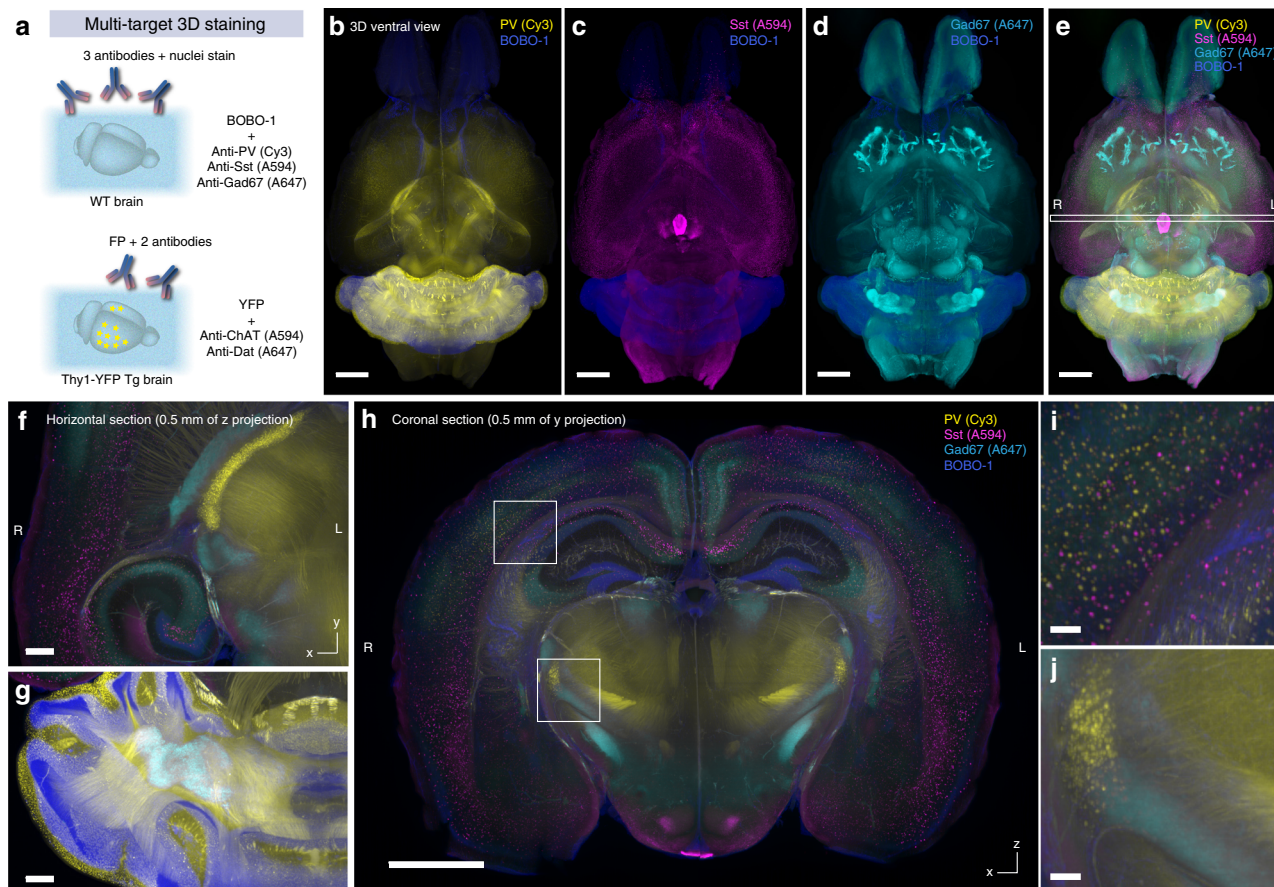 a
Multi-target 3D staining
3 antibodies + nuclei stain
BOBO-1
+
Anti-PV (Cy3)
Anti-Sst (A594)
Anti-Gad67 (A647)
WT brain
FP + 2 antibodies
YFP
+
Anti-ChAT (A594)
Anti-Dat (A647)
Thy1-YFP Tg brain
b
3D ventral view
PV (Cy3)
BOBO-1
c
Sst (A594)
BOBO-1
d
Gad67 (A647)
BOBO-1
e
PV (Cy3)
Sst (A594)
Gad67 (A647)
BOBO-1
R
L
f
Horizontal section (0.5 mm of z projection)
R
L
y
x
g
h
Coronal section (0.5 mm of y projection)
PV (Cy3)
Sst (A594)
Gad67 (A647)
BOBO-1
R
L
z
x
i
j